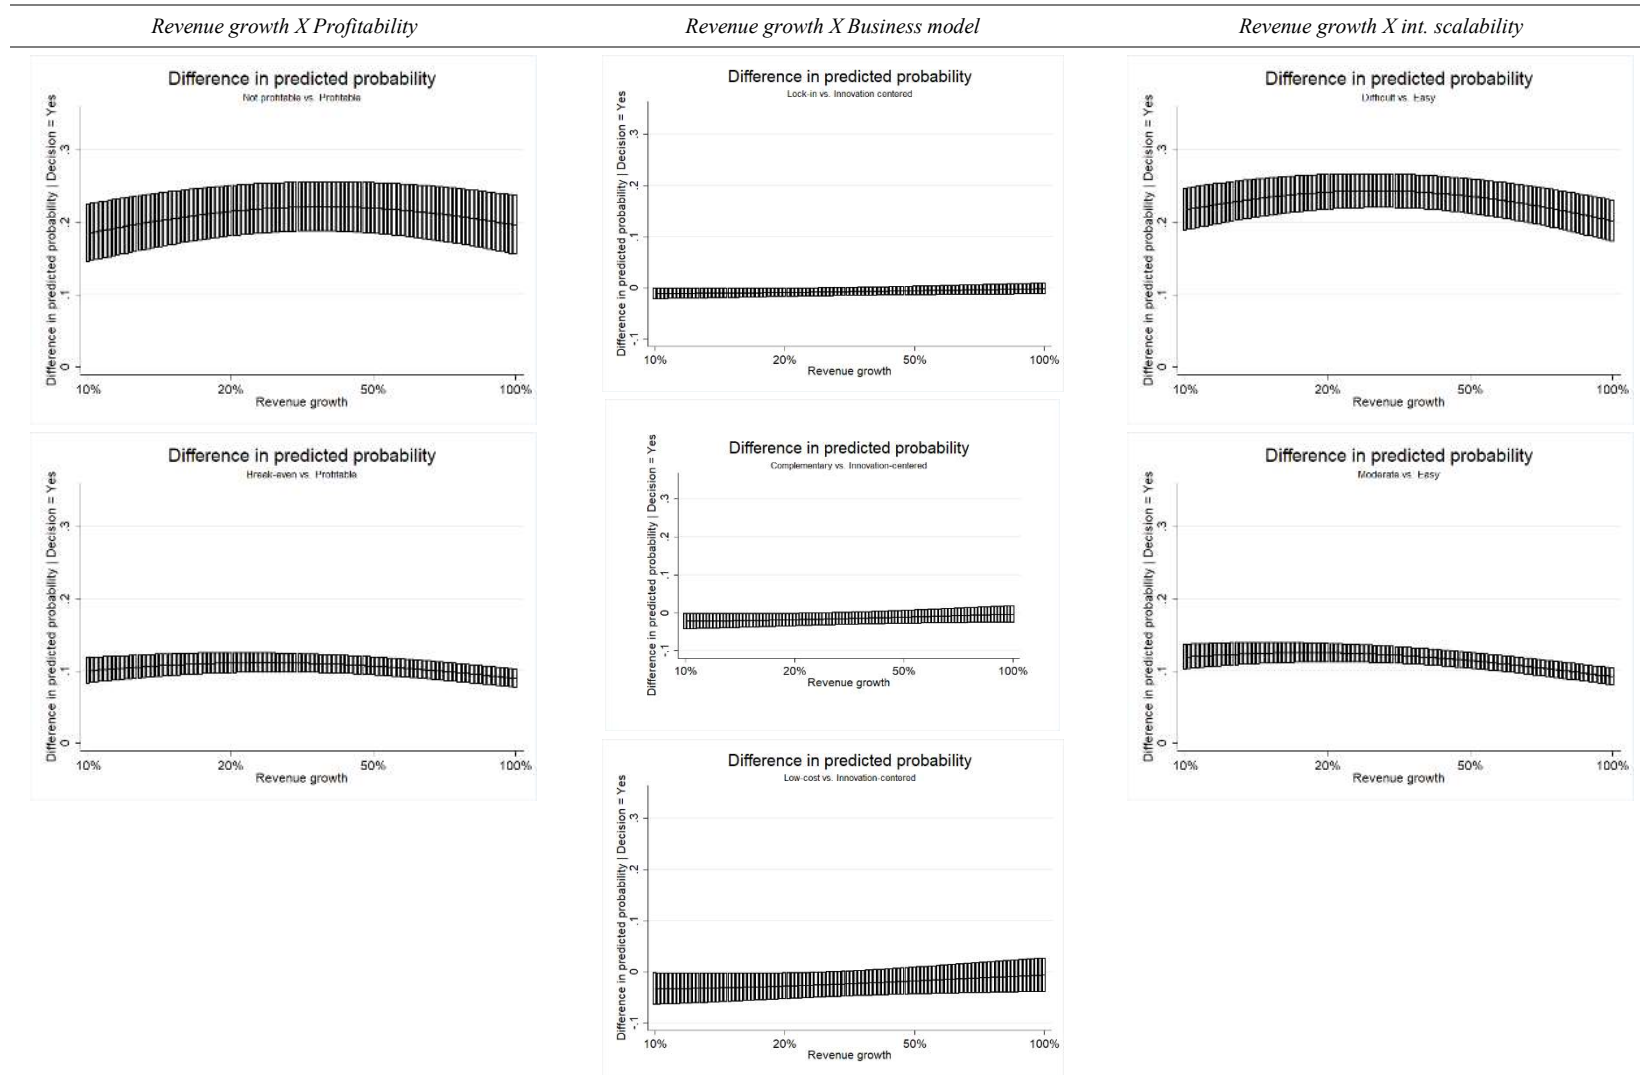 Revenue growth X Profitability
Revenue growth X Business model
Revenue growth X int. scalability
Difference in predicted probability
Not profitable vs. Profitable
Difference in predicted probability | Decision = Yes
.3
.2
.1
0
10%
20%
50%
100%
Revenue growth
Difference in predicted probability
Break-even vs. Profitable
Difference in predicted probability | Decision = Yes
.3
.2
.1
0
10%
20%
50%
100%
Revenue growth
Difference in predicted probability
Lock-in vs. Innovation centered
Difference in predicted probability | Decision = Yes
.3
.2
.1
0
-.1
10%
20%
50%
100%
Revenue growth
Difference in predicted probability
Complementary vs. Innovation-centered
Difference in predicted probability | Decision = Yes
.3
.2
.1
0
-.1
10%
20%
50%
100%
Revenue growth
Difference in predicted probability
Low-cost vs. Innovation-centered
Difference in predicted probability | Decision = Yes
.3
.2
.1
0
-.1
10%
20%
50%
100%
Revenue growth
Difference in predicted probability
Difficult vs. Easy
Difference in predicted probability | Decision = Yes
.3
.2
.1
0
10%
20%
50%
100%
Revenue growth
Difference in predicted probability
Moderate vs. Easy
Difference in predicted probability | Decision = Yes
.3
.2
.1
0
10%
20%
50%
100%
Revenue growth